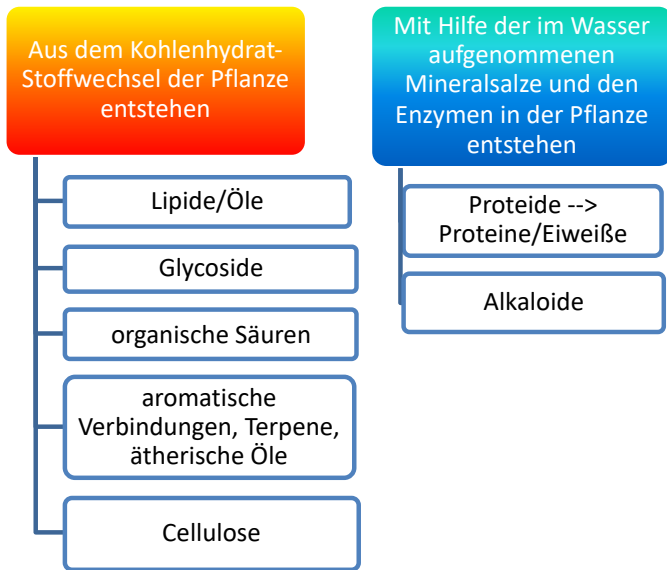 Aus dem Kohlenhydrat-
Stoffwechsel der Pflanze
entstehen
Lipide/Öle
Glycoside
organische Säuren
aromatische
Verbindungen, Terpene,
ätherische Öle
Cellulose
Mit Hilfe der im Wasser
aufgenommenen
Mineralsalze und den
Enzymen in der Pflanze
entstehen
Proteide -->
Proteine/Eiweiße
Alkaloide